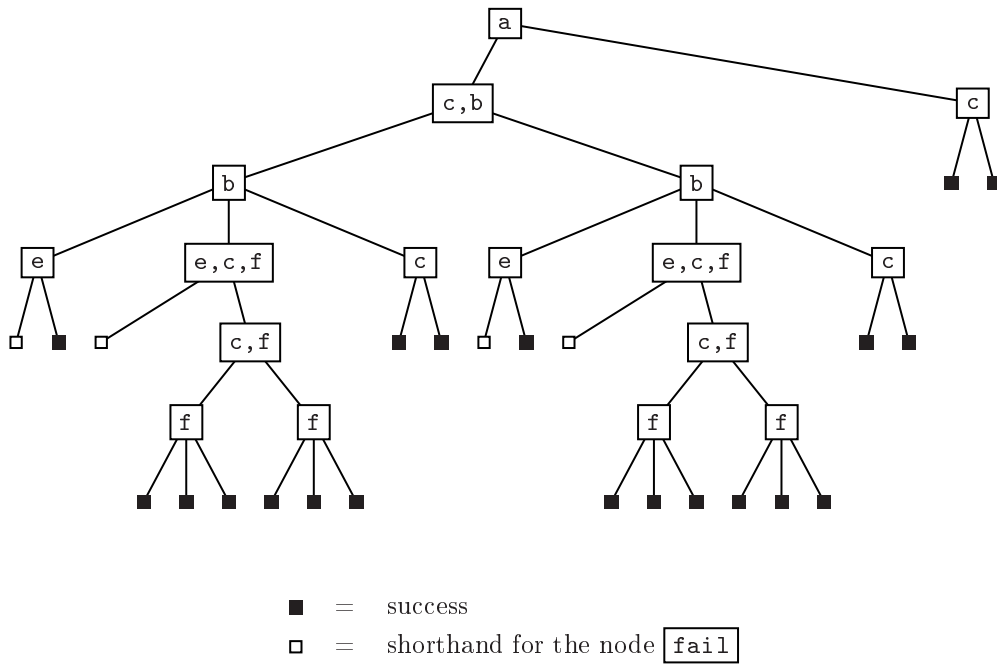 a
c,b
c
b
b
e
e,c,f
c
e
e,c,f
c
c,f
c,f
f
f
f
f
= success
= shorthand for the node fail